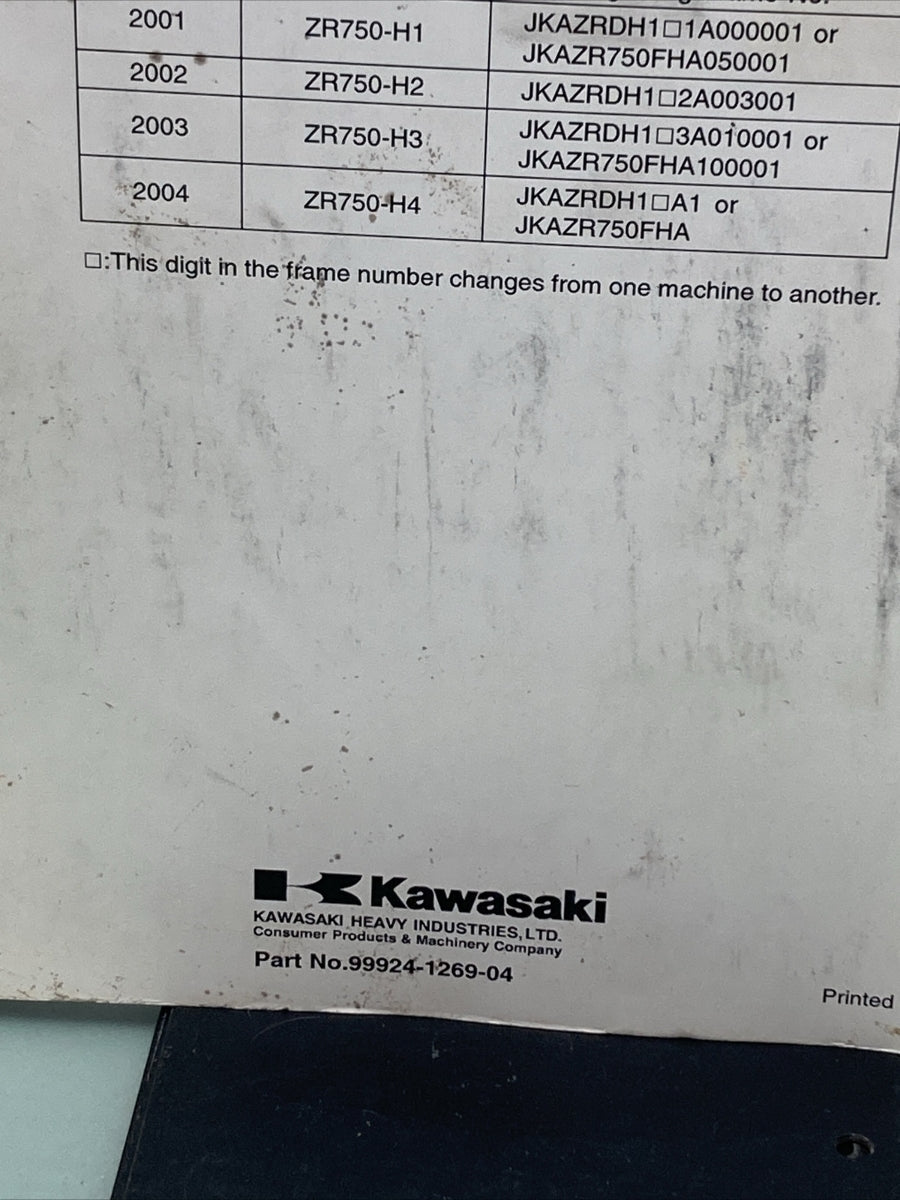 2001 ZR750-H1 JKAZRDH1□1A000001 or
JKAZR750FHA050001
2002 ZR750-H2 JKAZRDH1□2A003001
2003 ZR750-H3 JKAZRDH1□3A010001 or
JKAZR750FHA100001
2004 ZR750-H4 JKAZRDH1□A1 or
JKAZR750FHA
□:This digit in the frame number changes from one machine to another.
Kawasaki
KAWASAKI HEAVY INDUSTRIES, LTD.
Consumer Products & Machinery Company
Part No.99924-1269-04
Printed